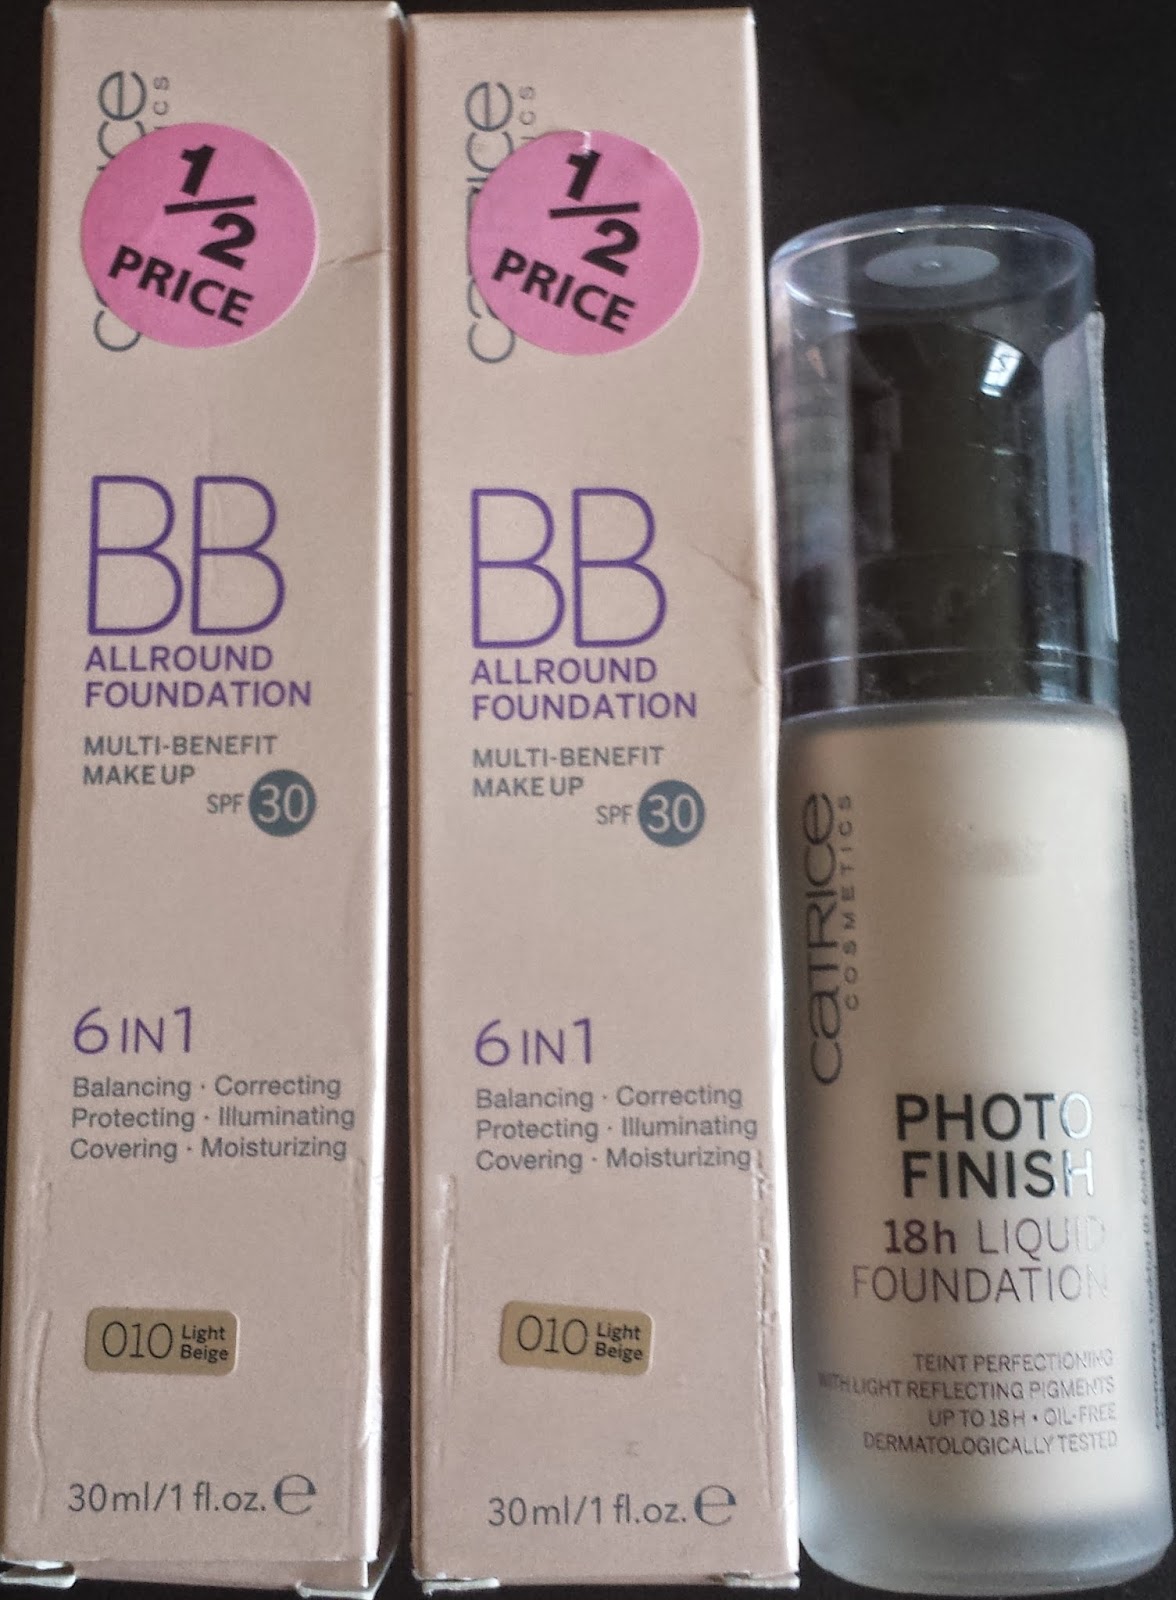 1/2
PRICE
BB
ALLROUND
FOUNDATION
MULTI-BENEFIT
MAKE UP
SPF 30
6 IN 1
Balancing · Correcting
Protecting · Illuminating
Covering · Moisturizing
010 Light
Beige
30ml/1 fl.oz. e
1/2
PRICE
BB
ALLROUND
FOUNDATION
MULTI-BENEFIT
MAKE UP
SPF 30
6 IN 1
Balancing · Correcting
Protecting · Illuminating
Covering · Moisturizing
010 Light
Beige
30ml/1 fl.oz. e
CATRICE
COSMETICS
PHOTO
FINISH
18h LIQUID
FOUNDATION
TEINT PERFECTIONING
WITH LIGHT REFLECTING PIGMENTS
UP TO 18H • OIL-FREE
DERMATOLOGICALLY TESTED